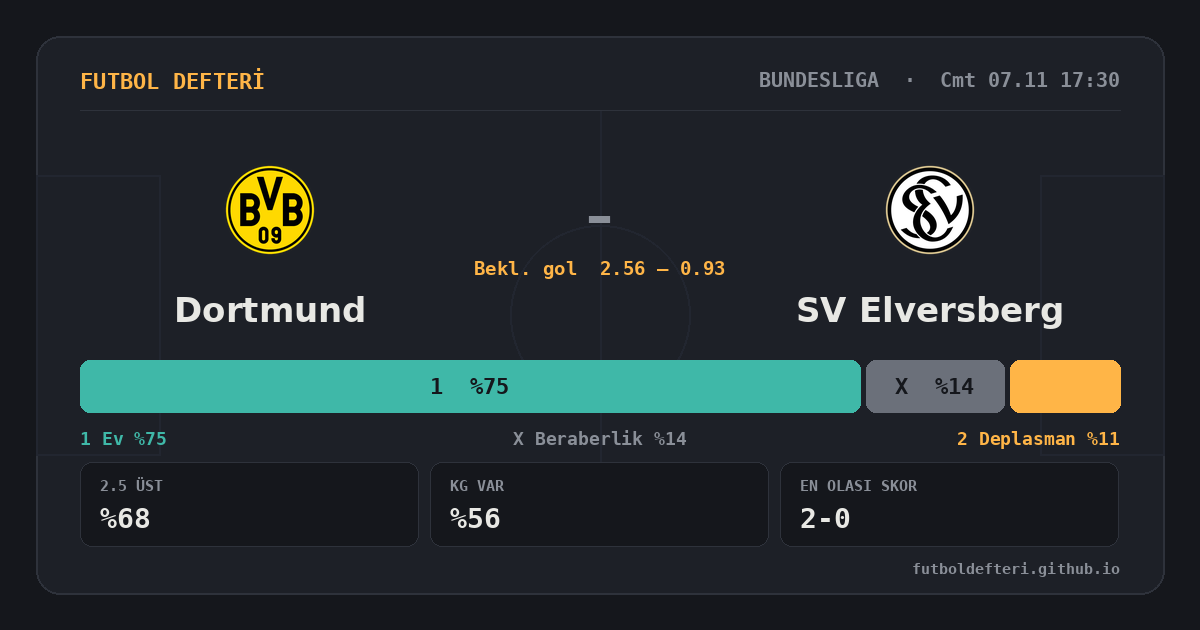 FUTBOL DEFTERİ
BUNDESLIGA · Cmt 07.11 17:30
BVB
09
SV
–
Bekl. gol 2.56 – 0.93
Dortmund
SV Elversberg
1 %75
X %14
1 Ev %75
X Beraberlik %14
2 Deplasman %11
2.5 ÜST
%68
KG VAR
%56
EN OLASI SKOR
2-0
futboldefteri.github.io